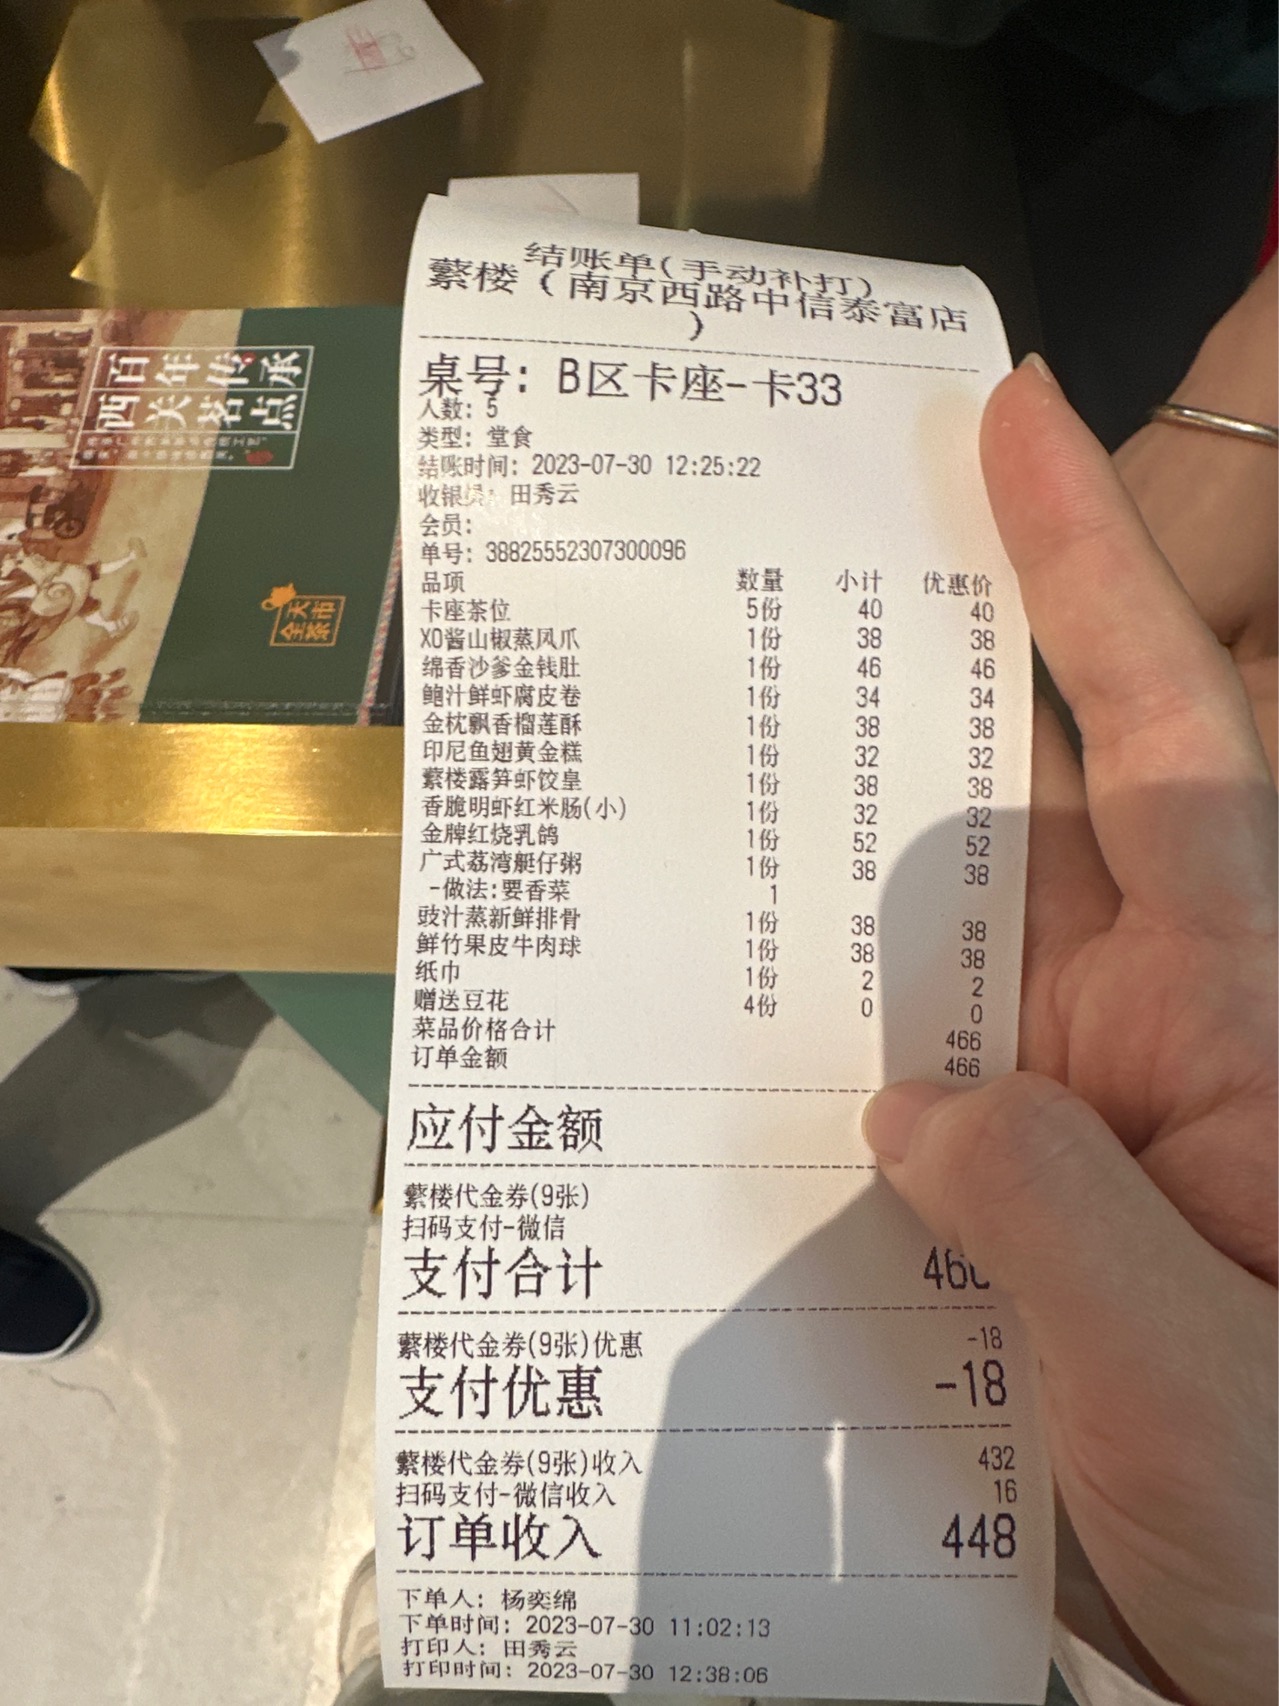 百年传承
西关茗点
全天茶市
结账单(手动补打)
蘩楼(南京西路中信泰富店
)
桌号: B区卡座-卡33
人数: 5
类型: 堂食
结账时间: 2023-07-30 12:25:22
收银员: 田秀云
会员:
单号: 38825552307300096
品项 数量 小计 优惠价
卡座茶位 5份 40 40
XO酱山椒蒸凤爪 1份 38 38
绵香沙爹金钱肚 1份 46 46
鲍汁鲜虾腐皮卷 1份 34 34
金枕飘香榴莲酥 1份 38 38
印尼鱼翅黄金糕 1份 32 32
蘩楼露笋虾饺皇 1份 38 38
香脆明虾红米肠(小) 1份 32 32
金牌红烧乳鸽 1份 52 52
广式荔湾艇仔粥 1份 38 38
-做法:要香菜 1
豉汁蒸新鲜排骨 1份 38 38
鲜竹果皮牛肉球 1份 38 38
纸巾 1份 2 2
赠送豆花 4份 0 0
菜品价格合计 466
订单金额 466
应付金额
蘩楼代金券(9张)
扫码支付-微信
支付合计 466
蘩楼代金券(9张)优惠 -18
支付优惠 -18
蘩楼代金券(9张)收入 432
扫码支付-微信收入 16
订单收入 448
下单人: 杨奕绵
下单时间: 2023-07-30 11:02:13
打印人: 田秀云
打印时间: 2023-07-30 12:38:06